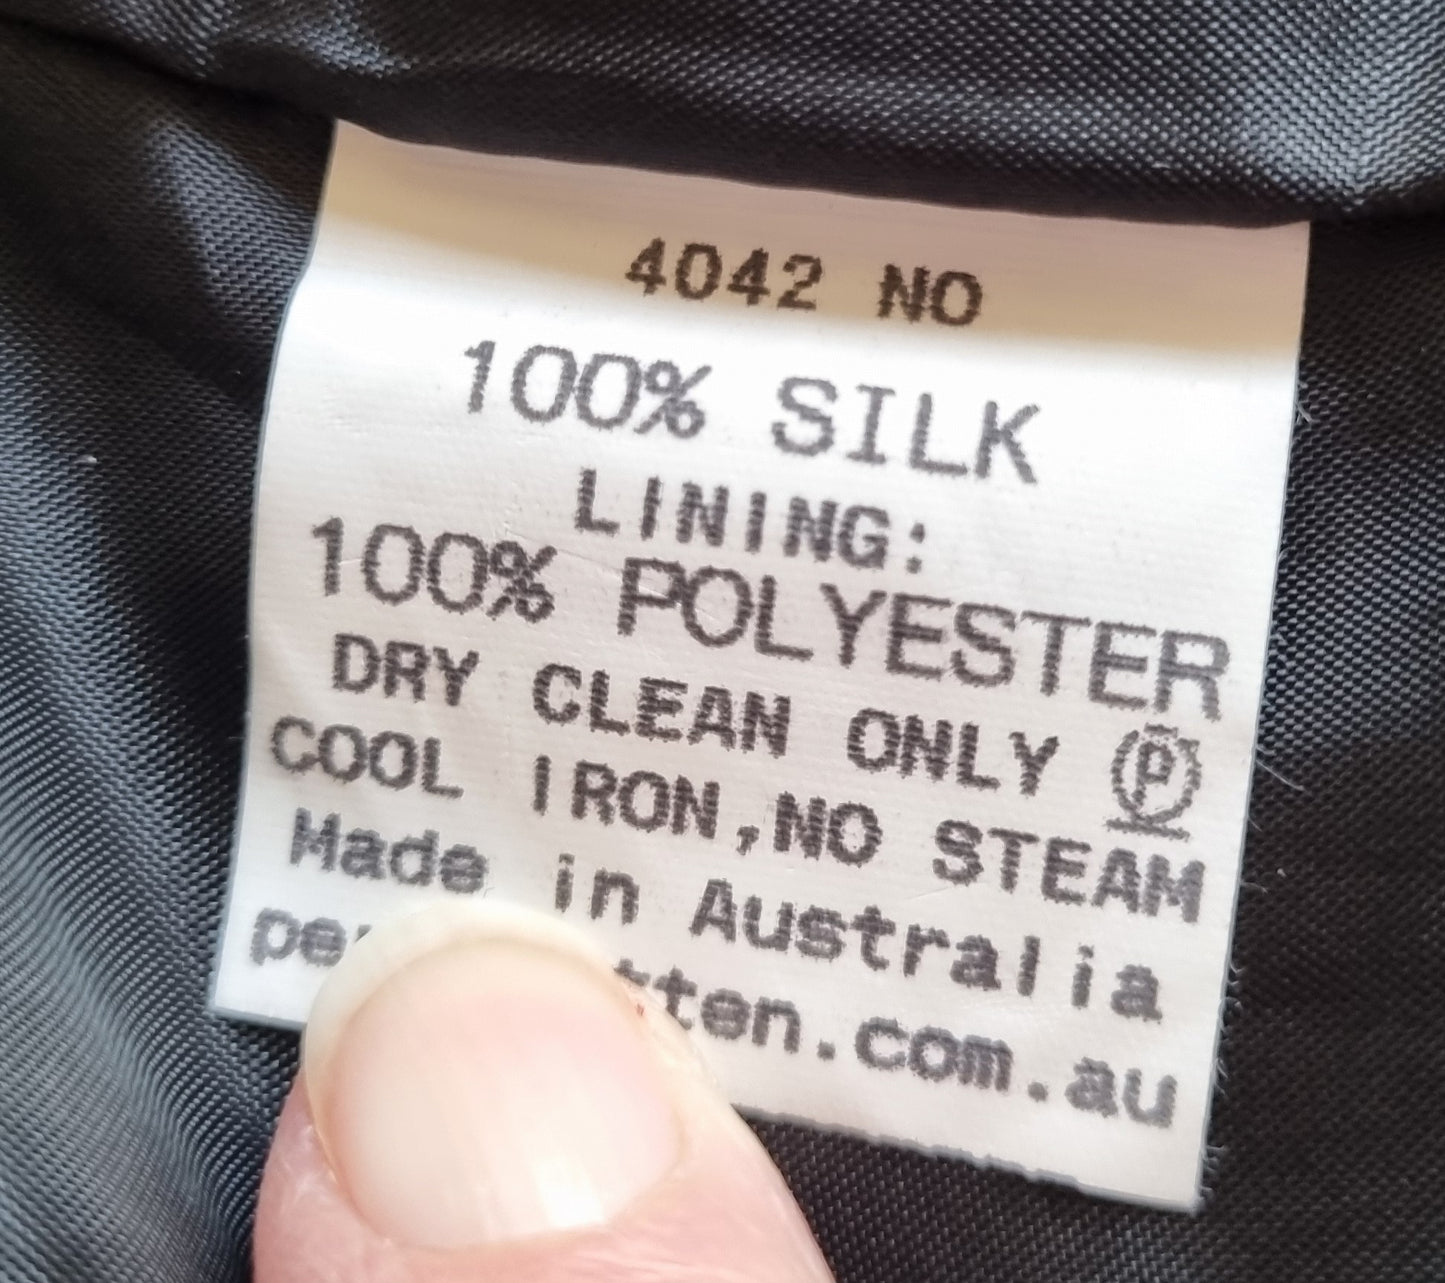 4042 NO
100% SILK
LINING:
100% POLYESTER
DRY CLEAN ONLY Ⓟ
COOL IRON,NO STEAM
Made in Australia